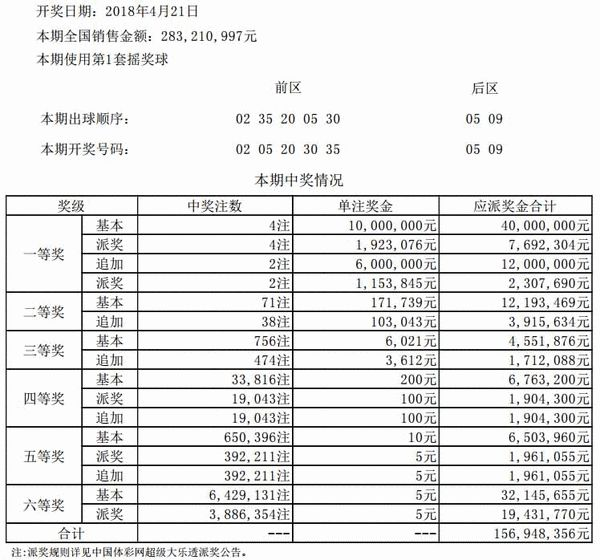 开奖日期：2018年4月21日
本期全国销售金额：283,210,997元
本期使用第1套摇奖球
前区 后区
本期出球顺序： 02 35 20 05 30 05 09
本期开奖号码： 02 05 20 30 35 05 09
本期中奖情况
奖级 中奖注数 单注奖金 应派奖金合计
一等奖 基本 4注 10,000,000元 40,000,000元
派奖 4注 1,923,076元 7,692,304元
追加 2注 6,000,000元 12,000,000元
派奖 2注 1,153,845元 2,307,690元
二等奖 基本 71注 171,739元 12,193,469元
追加 38注 103,043元 3,915,634元
三等奖 基本 756注 6,021元 4,551,876元
追加 474注 3,612元 1,712,088元
四等奖 基本 33,816注 200元 6,763,200元
派奖 19,043注 100元 1,904,300元
追加 19,043注 100元 1,904,300元
五等奖 基本 650,396注 10元 6,503,960元
派奖 392,211注 5元 1,961,055元
追加 392,211注 5元 1,961,055元
六等奖 基本 6,429,131注 5元 32,145,655元
派奖 3,886,354注 5元 19,431,770元
合计 --- --- 156,948,356元
注:派奖规则详见中国体彩网超级大乐透派奖公告。